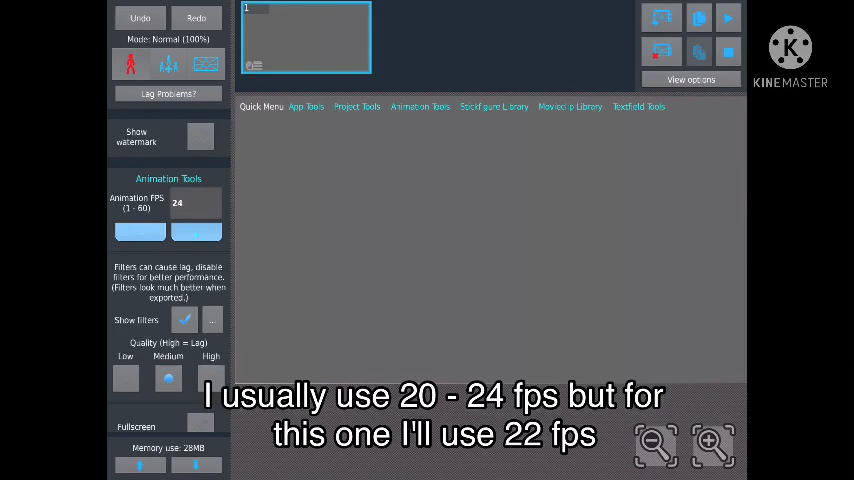 Undo Redo
Mode: Normal (100%)
Lag Problems?
Show
watermark
Animation Tools
Animation FPS
(1 - 60)
24
Filters can cause lag, disable
filters for better performance.
(Filters look much better when
exported.)
Show filters ...
Quality (High = Lag)
Low Medium High
Fullscreen
Memory use: 28MB
1
View options
Quick Menu App Tools Project Tools Animation Tools Stickfigure Library Movieclip Library Textfield Tools
K
KINEMASTER
I usually use 20 - 24 fps but for
this one I'll use 22 fps